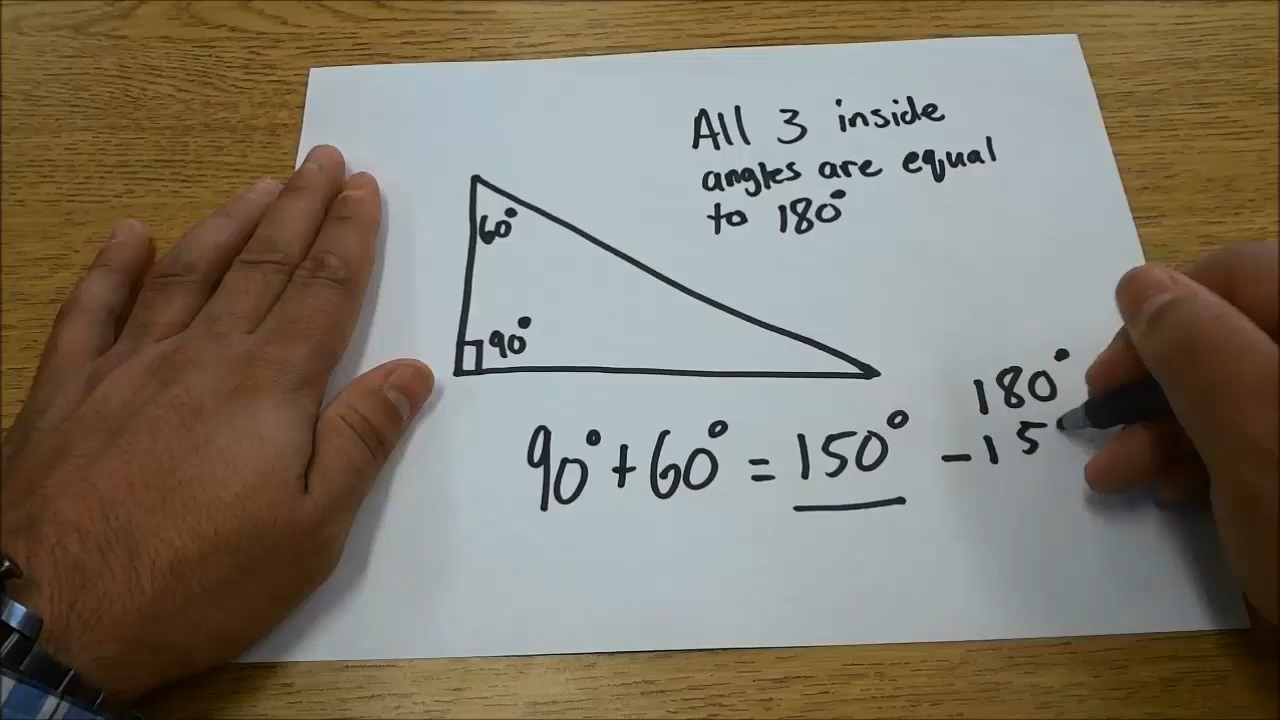 All 3 inside
angles are equal
to 180°
60°
90°
90° + 60° = 150°
180°
- 15